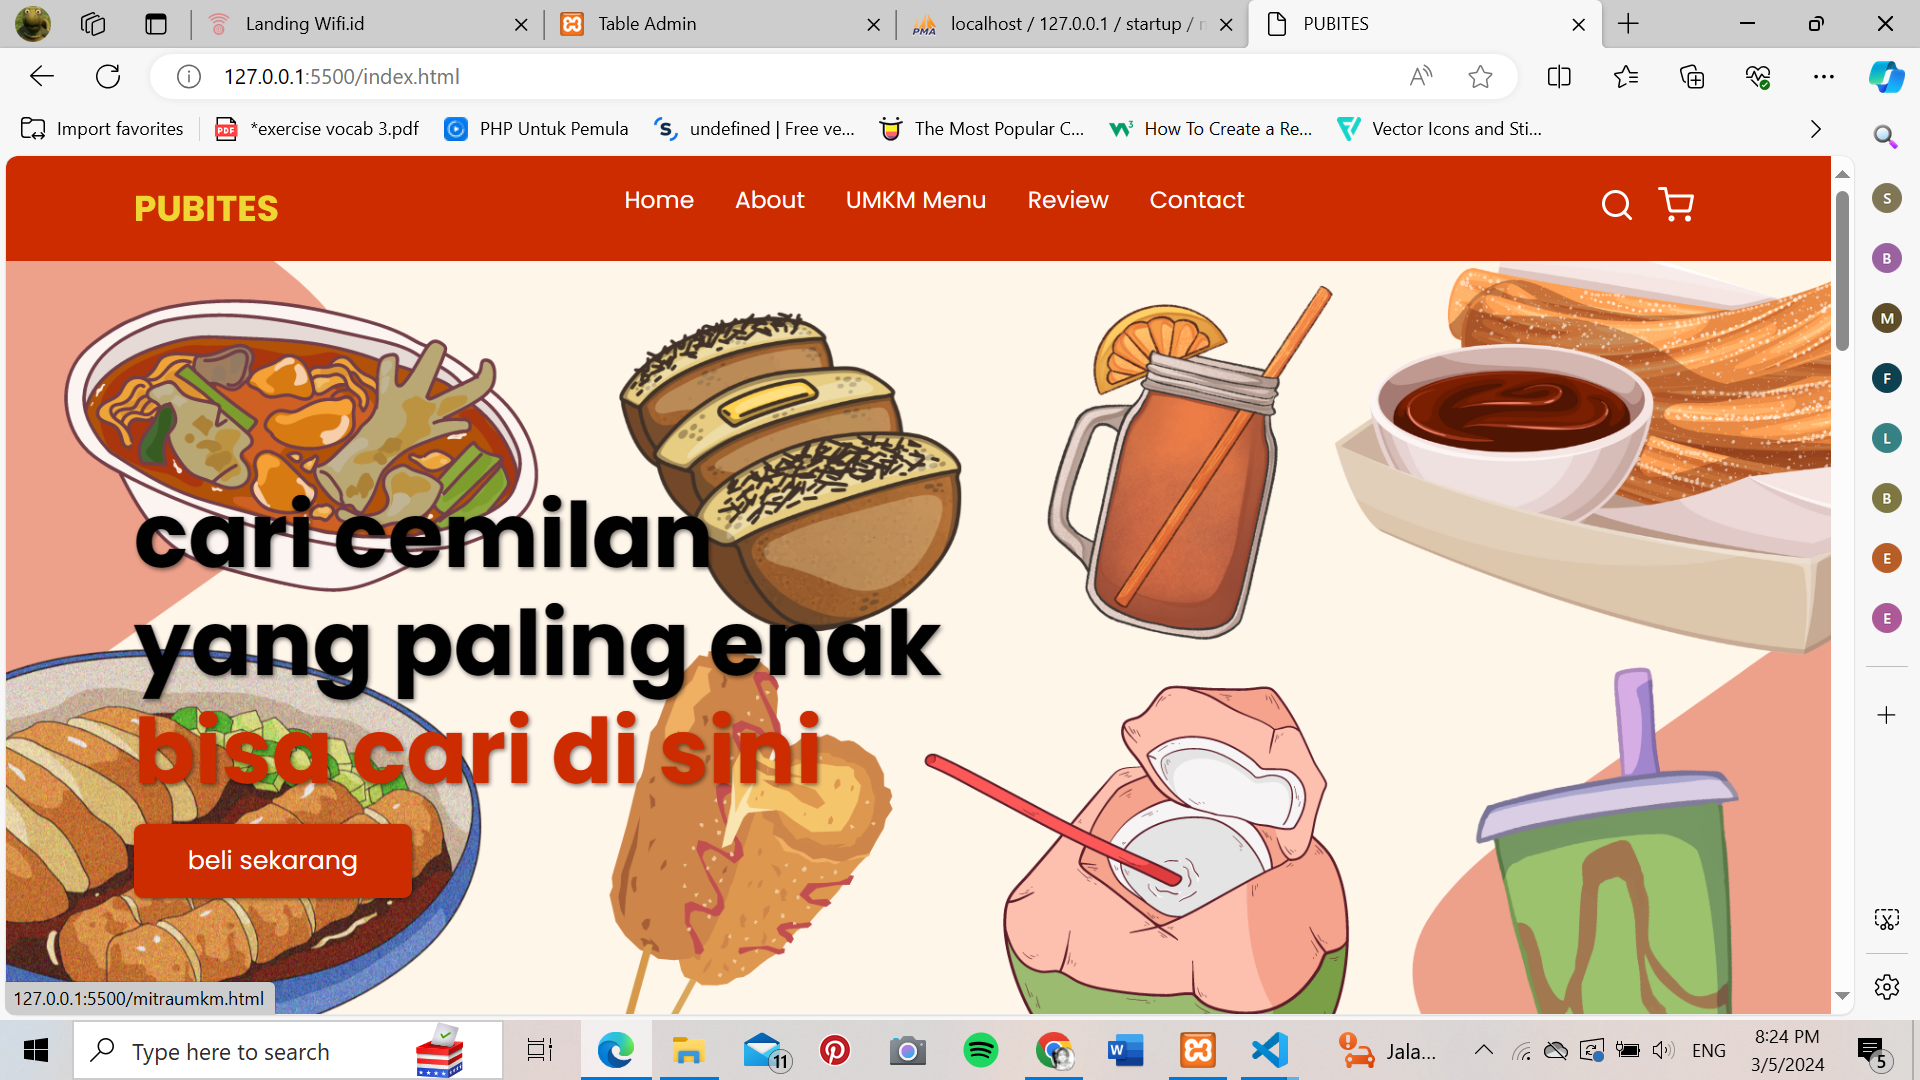 Landing Wifi.id
Table Admin
PMA
localhost / 127.0.0.1 / startup /
PUBITES
127.0.0.1:5500/index.html
Import favorites
PDF
*exercise vocab 3.pdf
PHP Untuk Pemula
undefined | Free ve...
The Most Popular C...
How To Create a Re...
Vector Icons and Sti...
PUBITES
Home
About
UMKM Menu
Review
Contact
S
B
M
F
L
B
E
E
cari cemilan
yang paling enak
bisa cari di sini
beli sekarang
127.0.0.1:5500/mitraumkm.html
Type here to search
11
Jala...
ENG
8:24 PM
3/5/2024
5